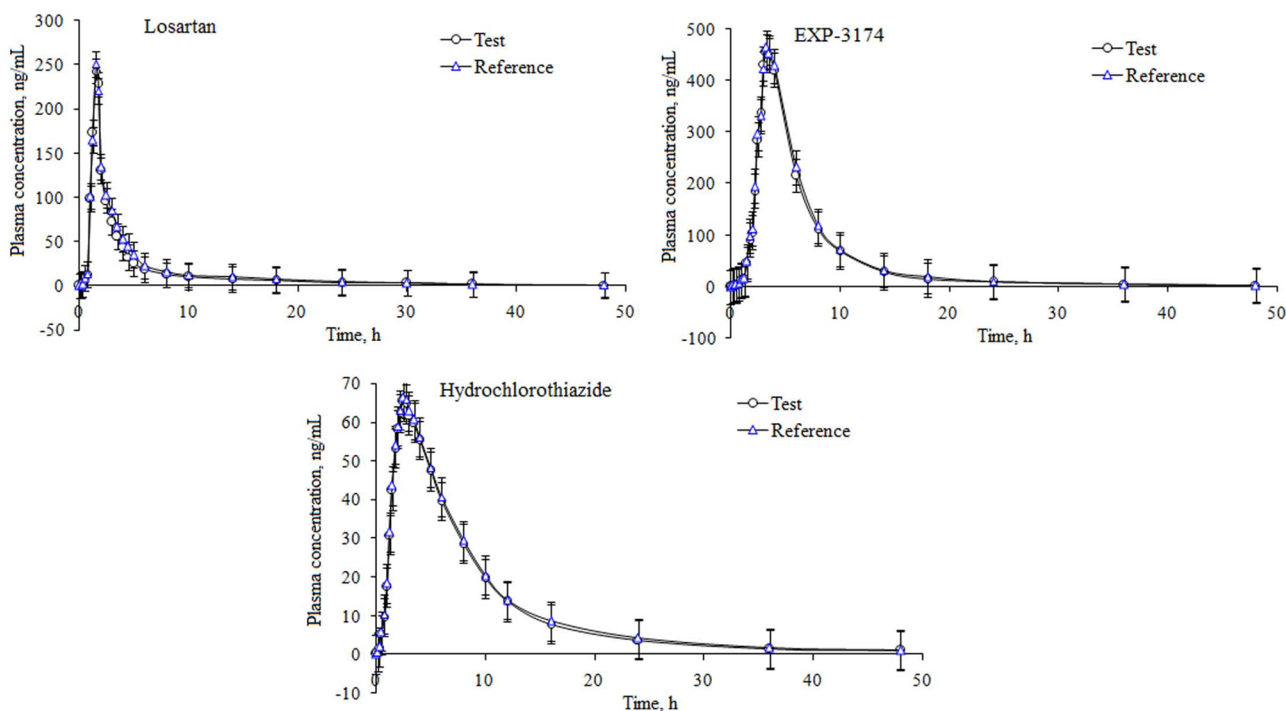 Losartan
Test
Reference
Plasma concentration, ng/mL
300
250
200
150
100
50
0
-50
0
10
20
30
40
50
Time, h
EXP-3174
Test
Reference
Plasma concentration, ng/mL
500
400
300
200
100
0
-100
0
10
20
30
40
50
Time, h
Hydrochlorothiazide
Test
Reference
Plasma concentration, ng/mL
70
60
50
40
30
20
10
0
-10
0
10
20
30
40
50
Time, h